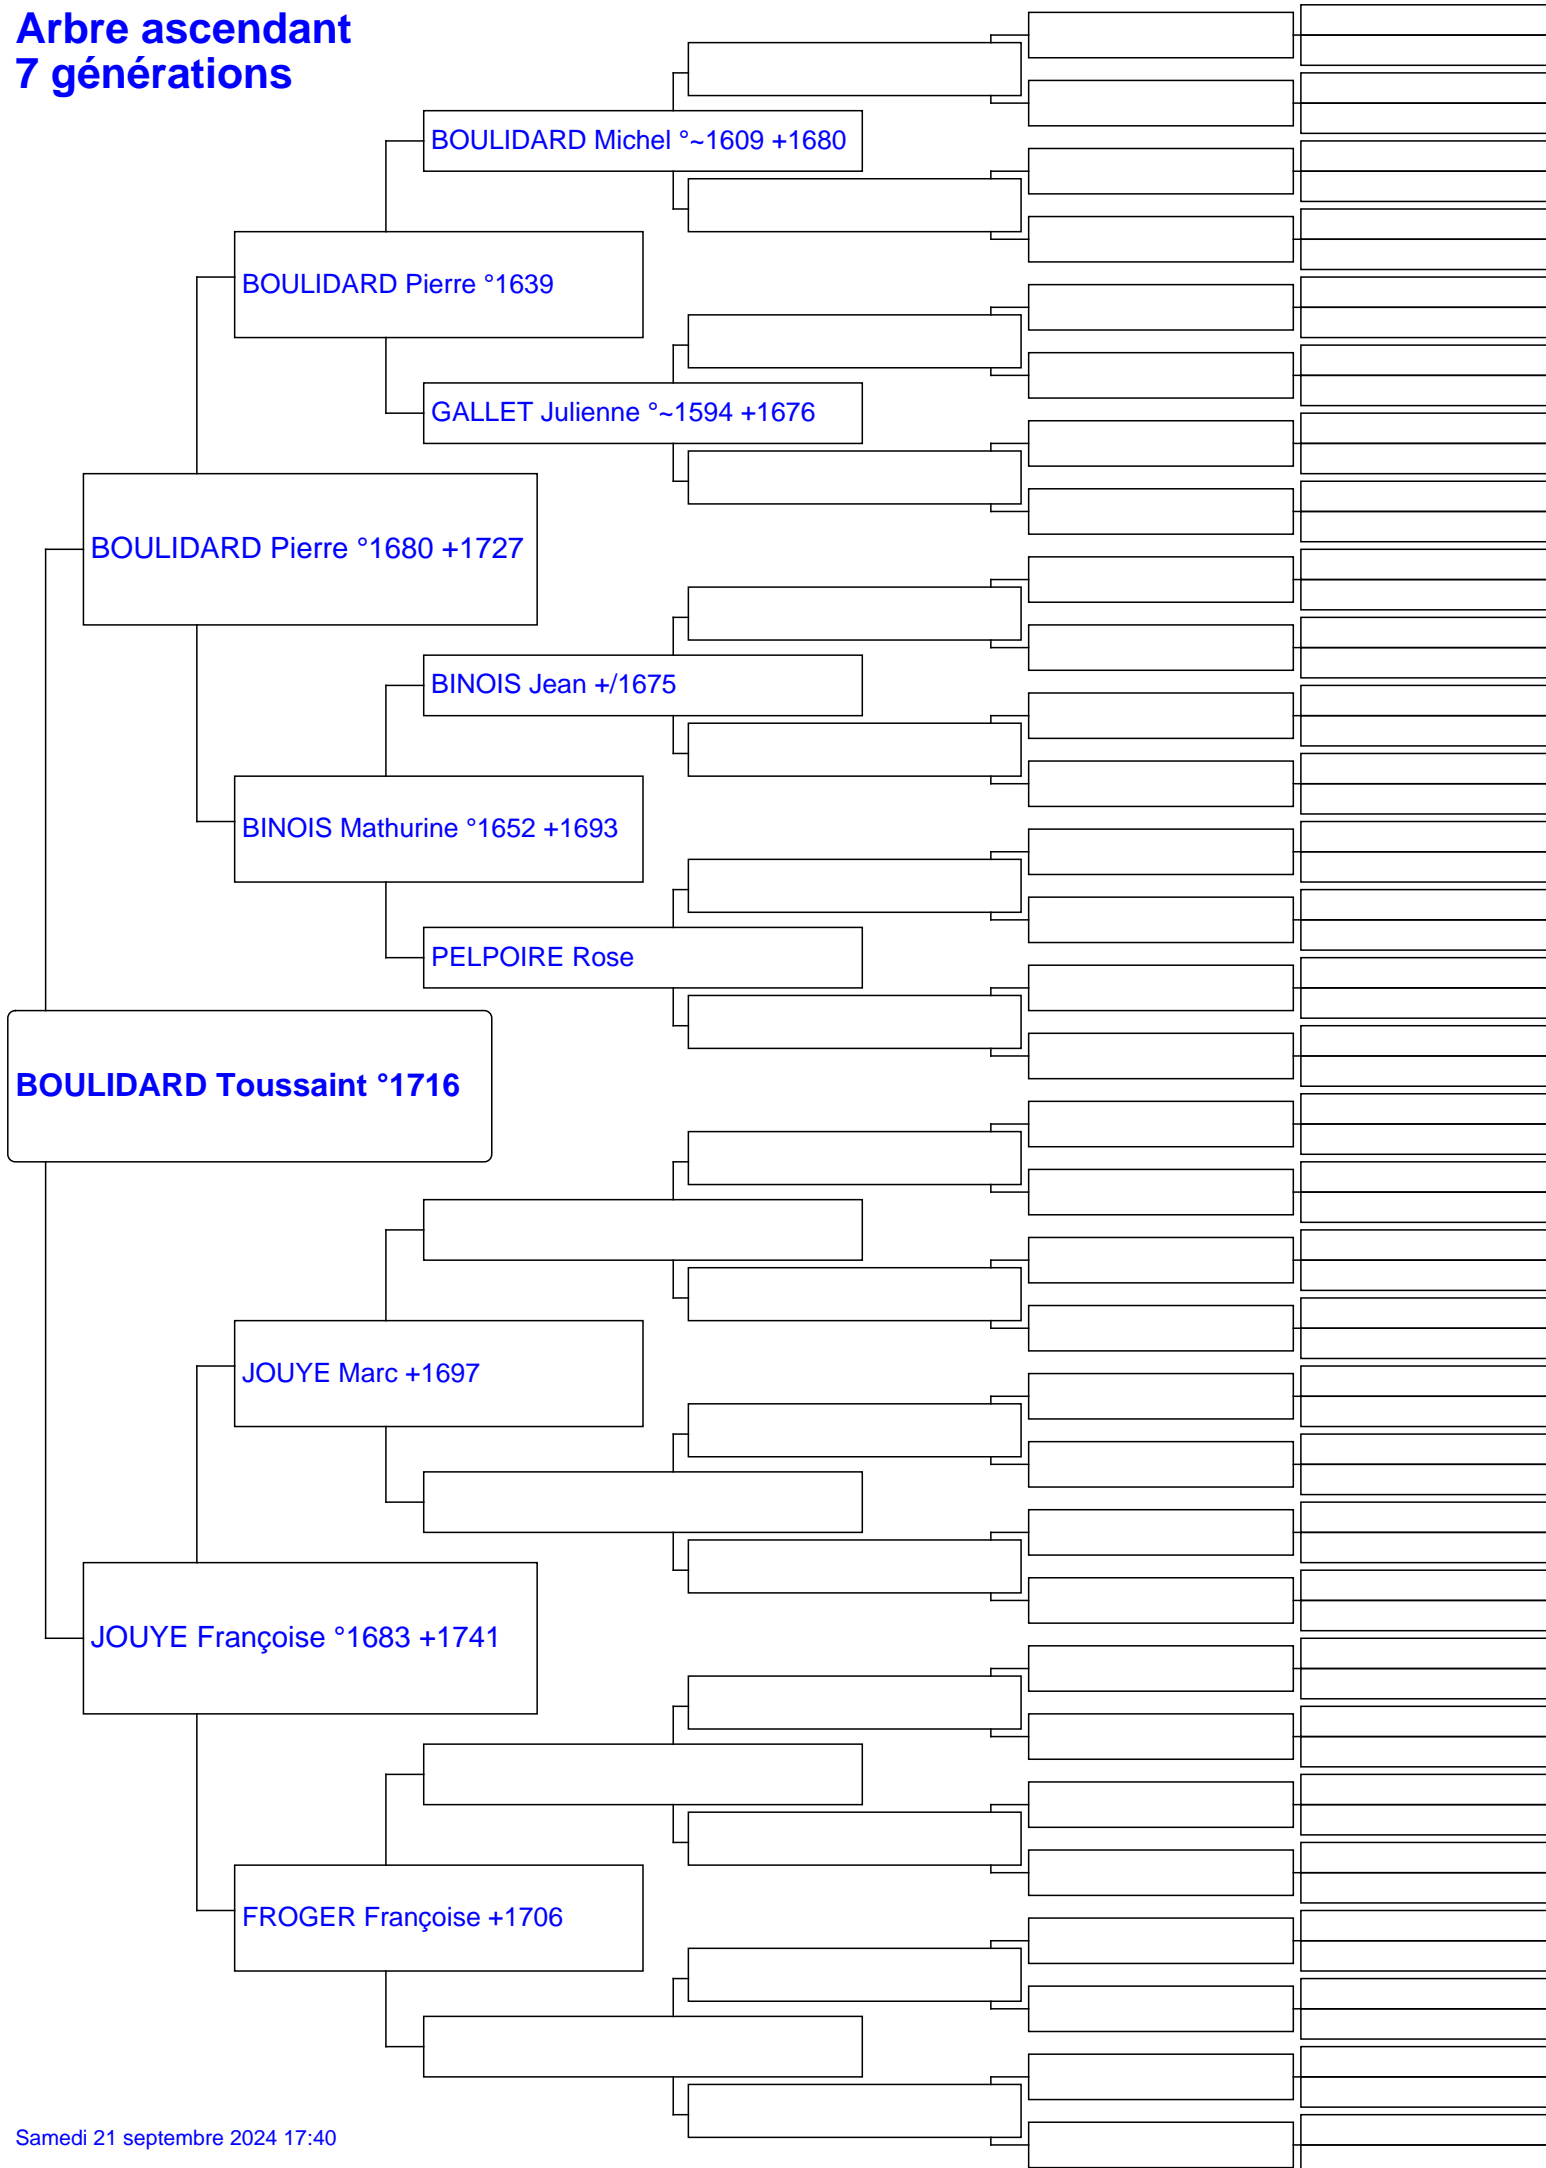 Arbre ascendant
7 générations
BOULIDARD Michel °~1609 +1680
BOULIDARD Pierre °1639
GALLET Julienne °~1594 +1676
BOULIDARD Pierre °1680 +1727
BINOIS Jean +/1675
BINOIS Mathurine °1652 +1693
PELPOIRE Rose
BOULIDARD Toussaint °1716
JOUYE Marc +1697
JOUYE Françoise °1683 +1741
FROGER Françoise +1706
Samedi 21 septembre 2024 17:40